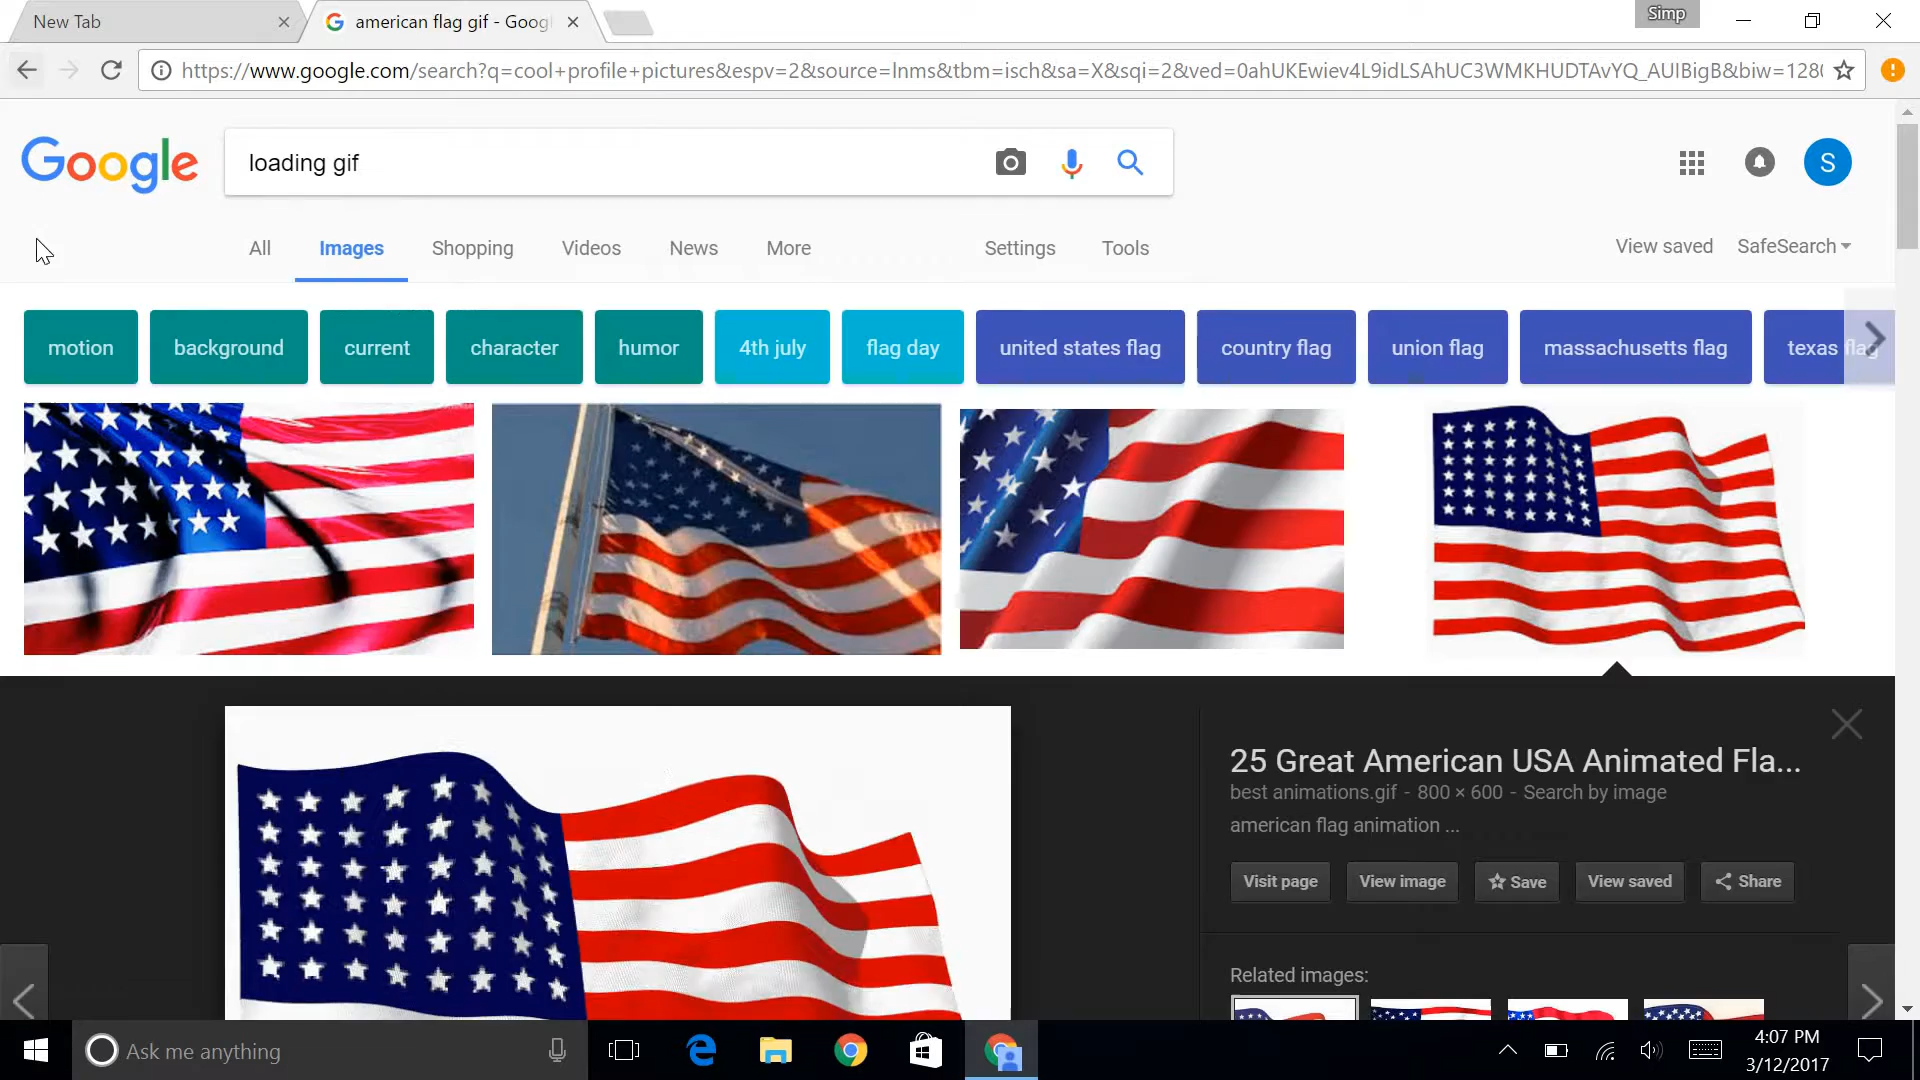 New Tab
american flag gif - Goog
Simp
https://www.google.com/search?q=cool+profile+pictures&espv=2&source=lnms&tbm=isch&sa=X&sqi=2&ved=0ahUKEwiev4L9idLSAhUC3WMKHUDTAvYQ_AUIBigB&biw=128
Google
loading gif
S
All
Images
Shopping
Videos
News
More
Settings
Tools
View saved
SafeSearch
motion
background
current
character
humor
4th july
flag day
united states flag
country flag
union flag
massachusetts flag
texas flag
25 Great American USA Animated Fla...
best animations.gif - 800 × 600 - Search by image
american flag animation ...
Visit page
View image
Save
View saved
Share
Related images:
Ask me anything
4:07 PM
3/12/2017